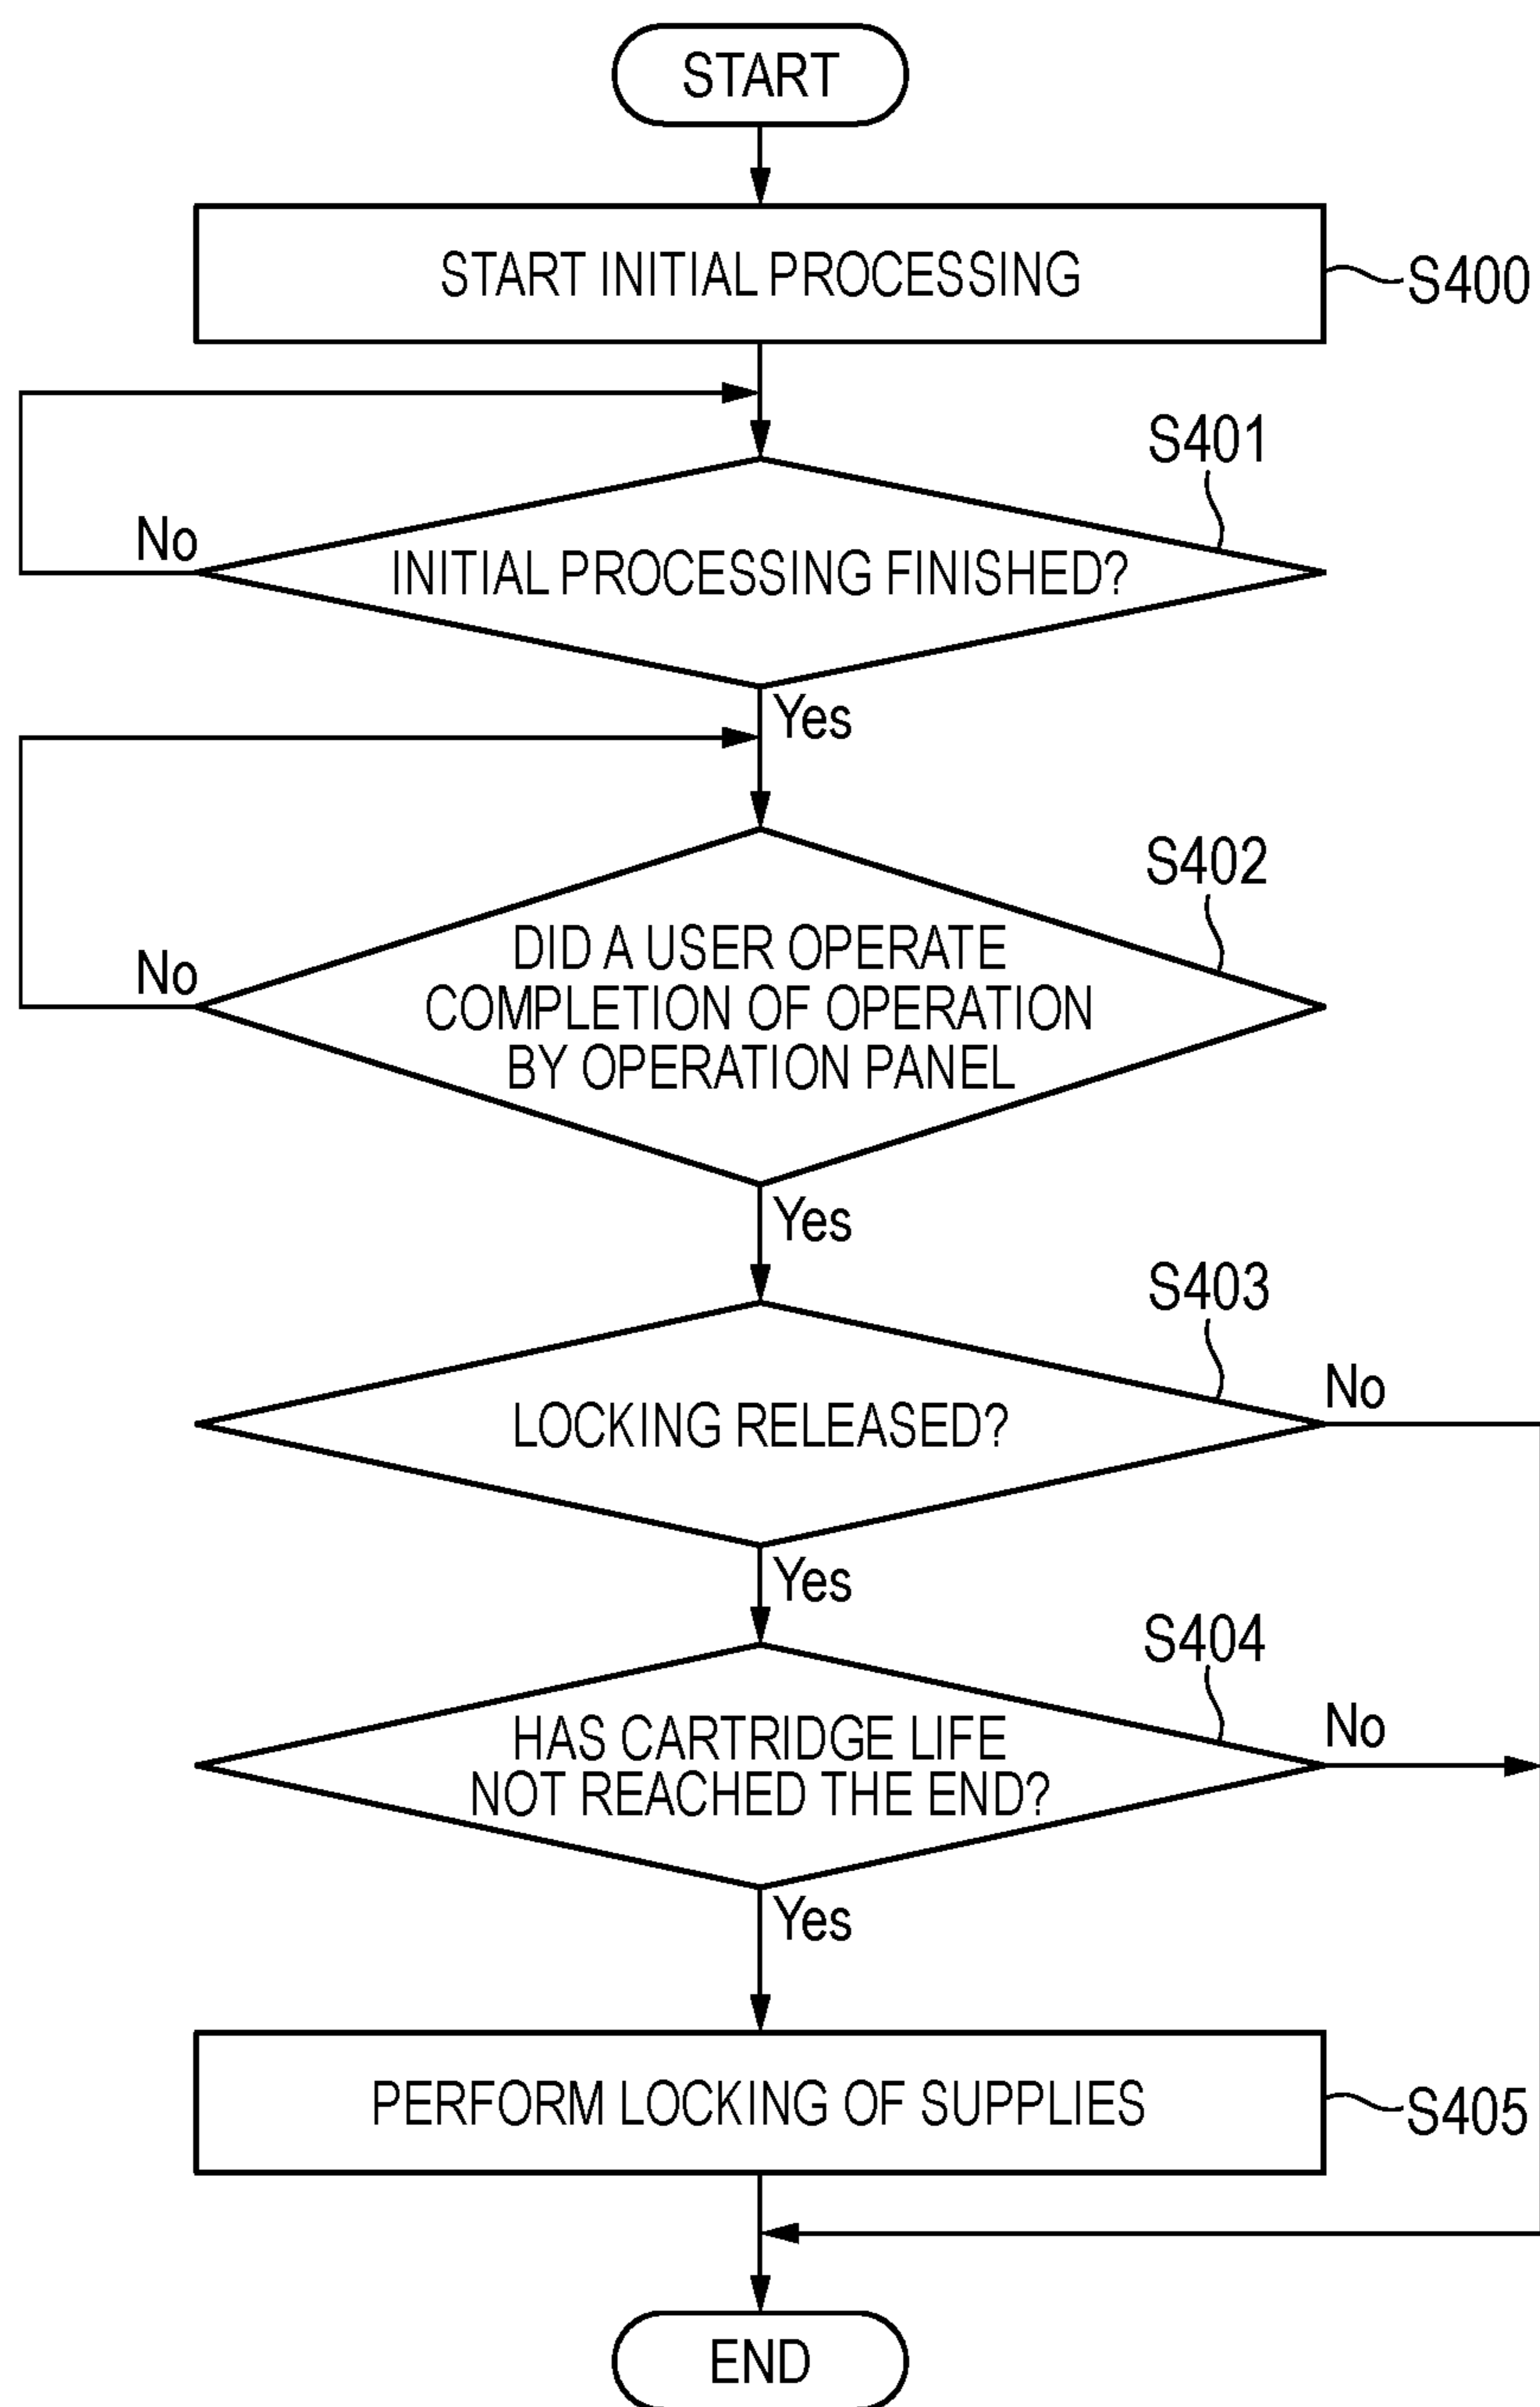 START
START INITIAL PROCESSING
S400
S401
No
INITIAL PROCESSING FINISHED?
Yes
S402
DID A USER OPERATE
No
COMPLETION OF OPERATION
BY OPERATION PANEL
Yes
S403
No
LOCKING RELEASED?
Yes
S404
HAS CARTRIDGE LIFE
No
NOT REACHED THE END?
Yes
PERFORM LOCKING OF SUPPLIES
S405
END